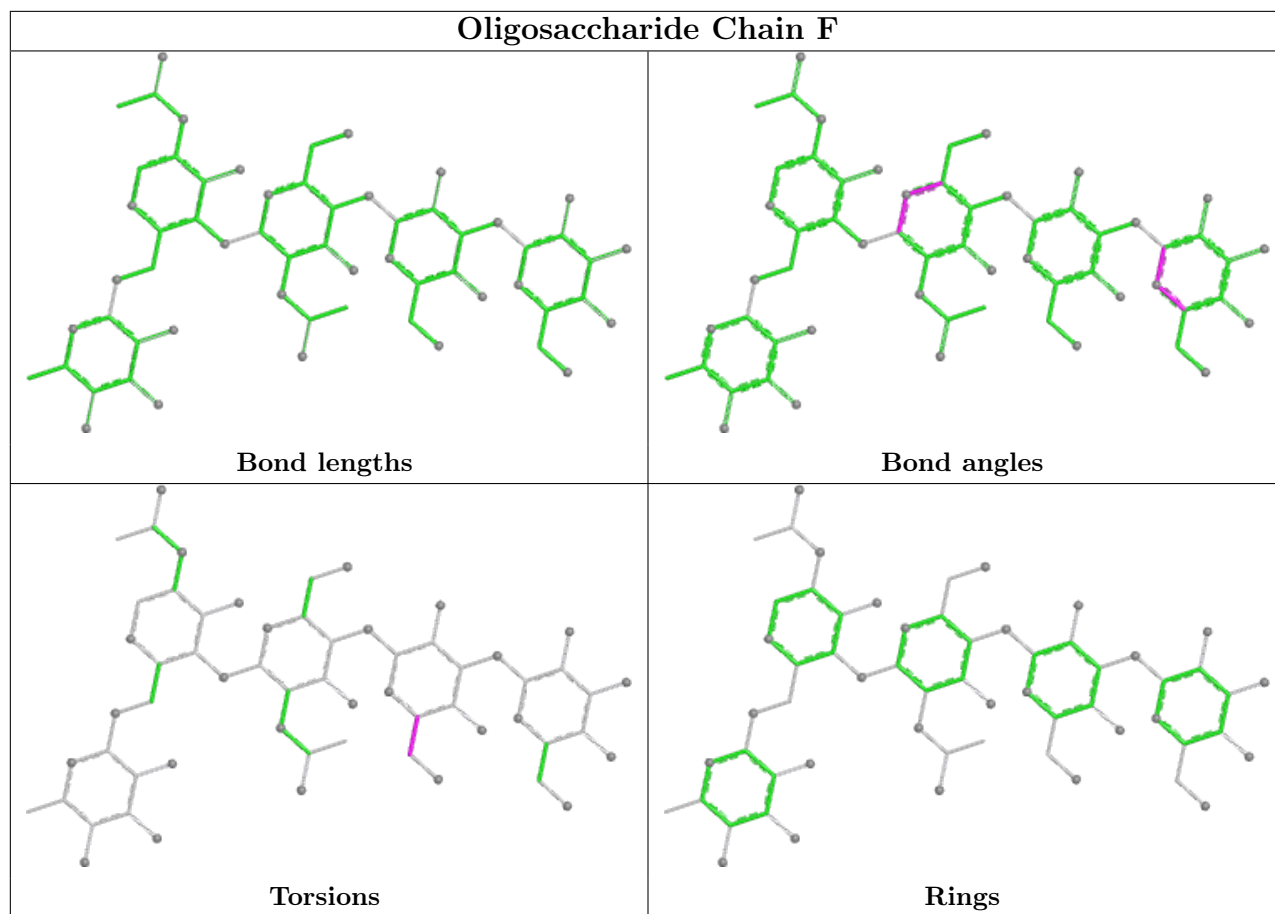 Oligosaccharide Chain F
Bond lengths
Bond angles
Torsions
Rings